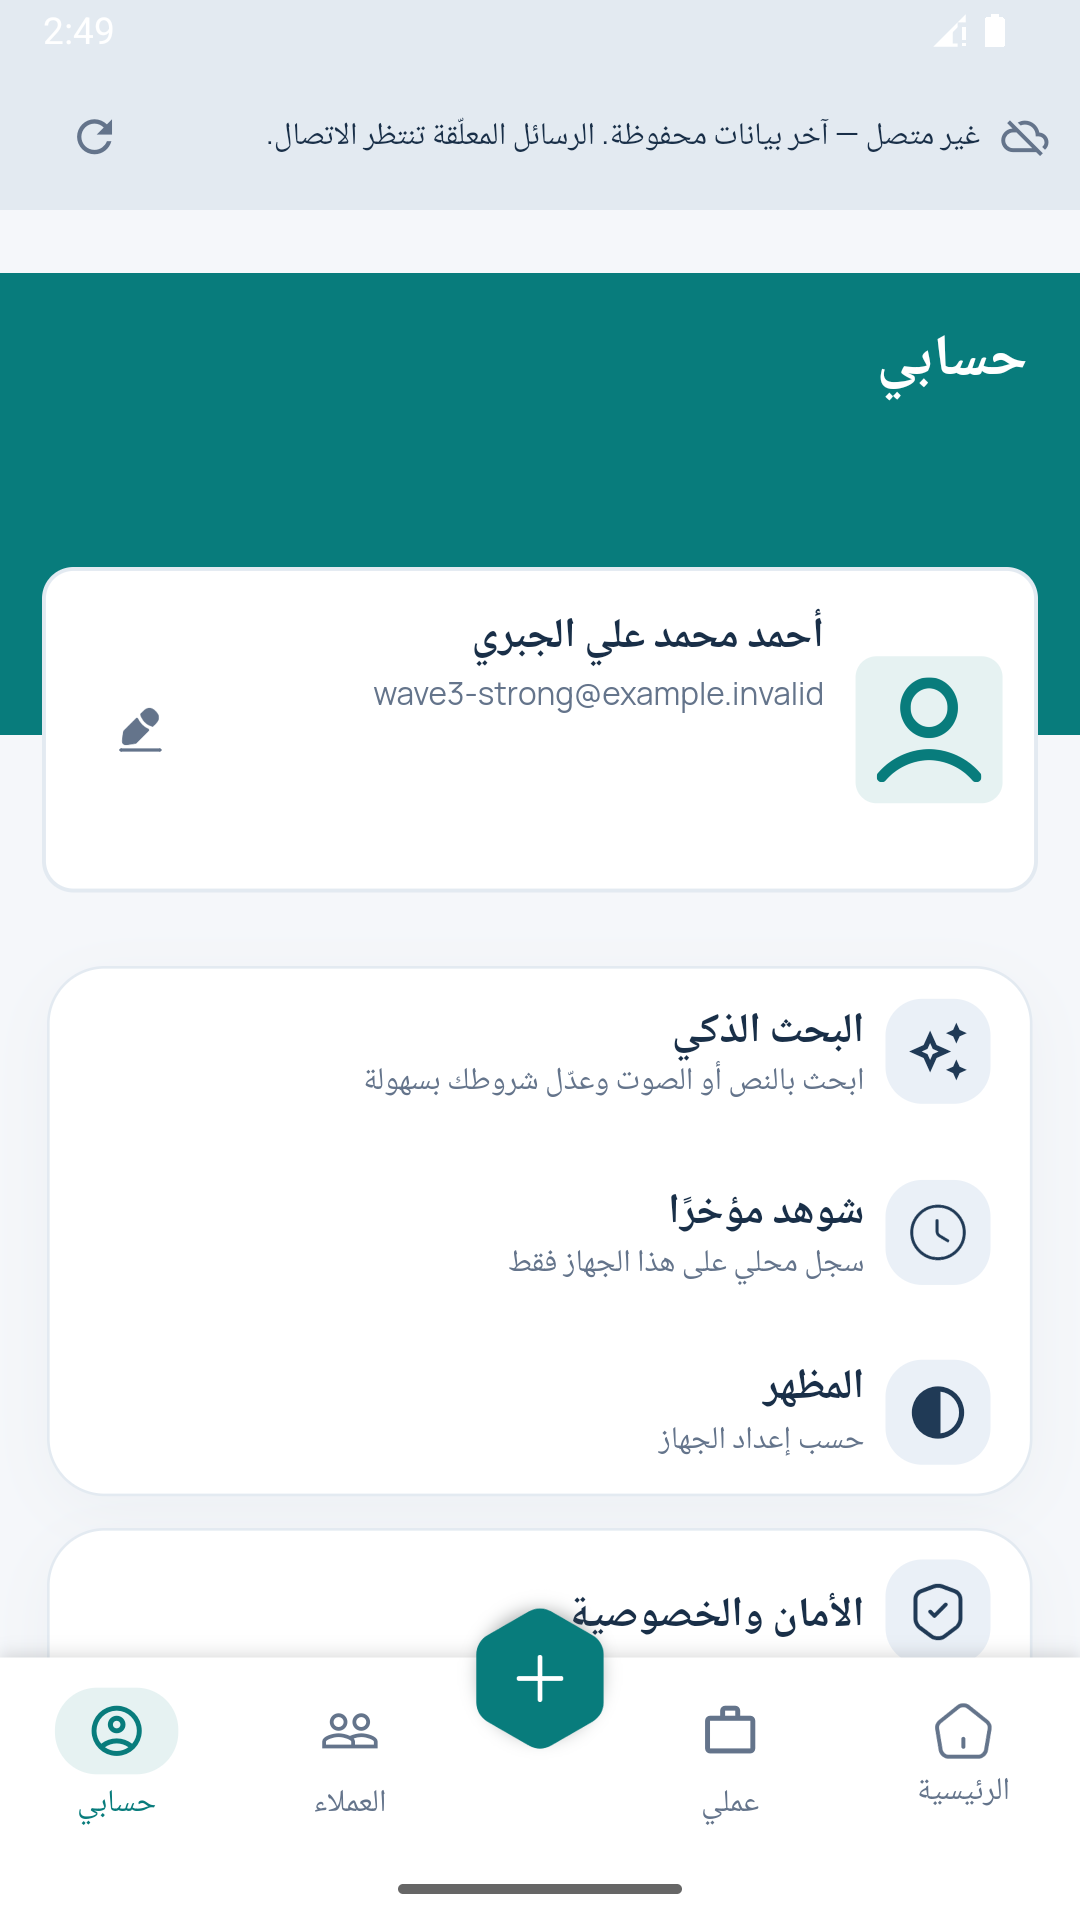 2:49
غير متصل — آخر بيانات محفوظة. الرسائل المعلّقة تنتظر الاتصال.
حسابي
أحمد محمد علي الجبري
wave3-strong@example.invalid
البحث الذكي
ابحث بالنص أو الصوت وعدّل شروطك بسهولة
شوهد مؤخرًا
سجل محلي على هذا الجهاز فقط
المظهر
حسب إعداد الجهاز
الأمان والخصوصية
الرئيسية
عملي
العملاء
حسابي